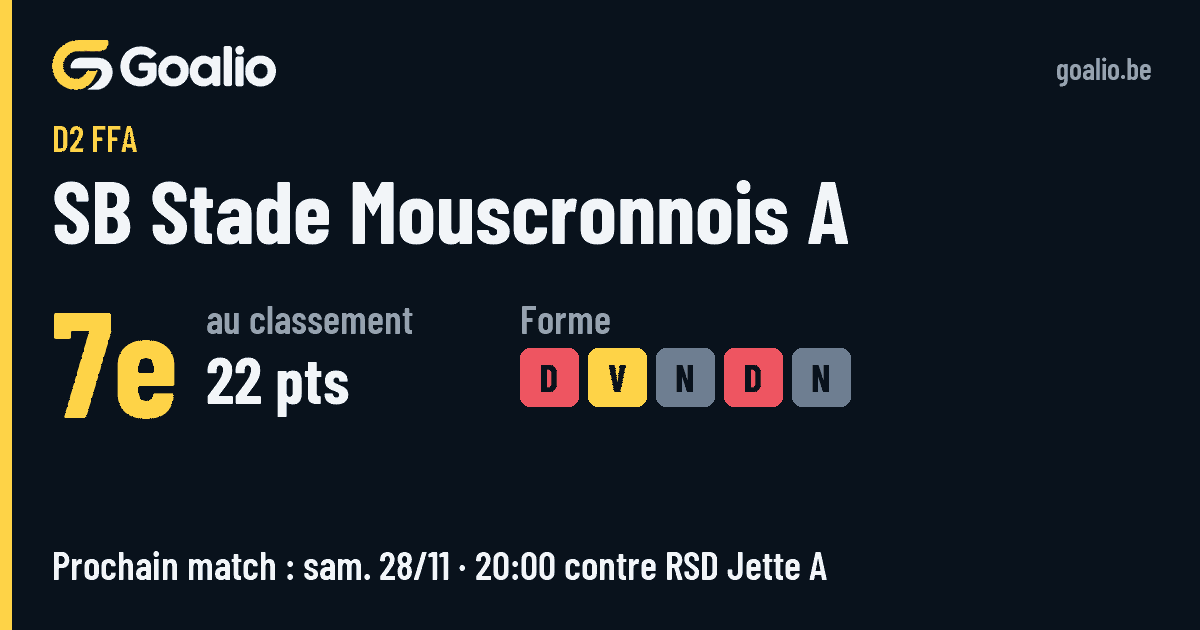 Goalio
goalio.be
D2 FFA
SB Stade Mouscronnois A
7e
au classement
22 pts
Forme
D V N D N
Prochain match : sam. 28/11 · 20:00 contre RSD Jette A